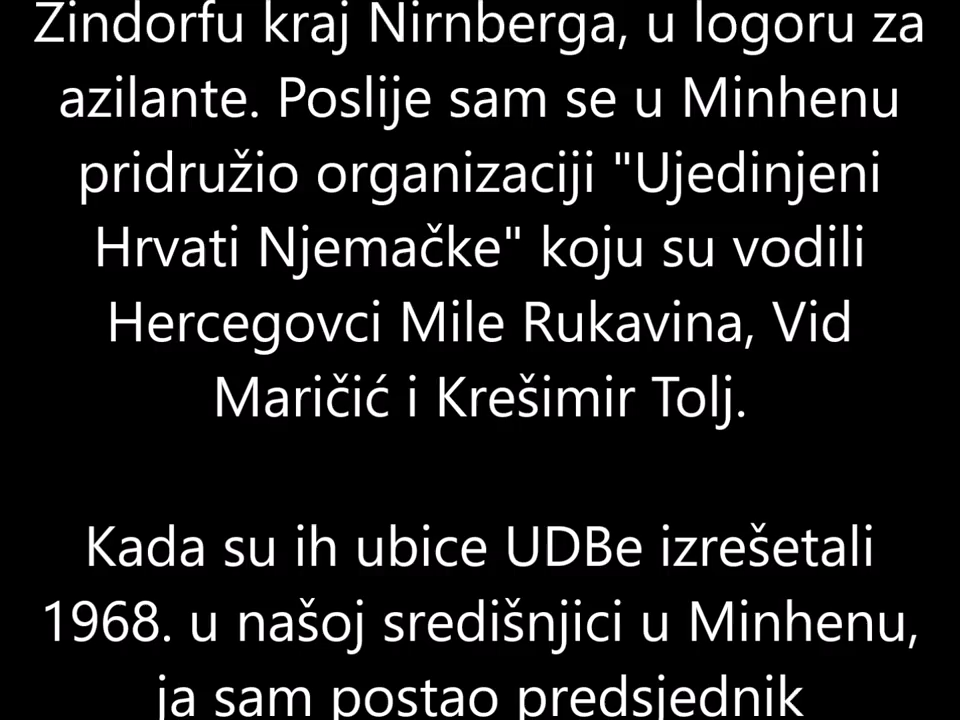 Zindorfu kraj Nirnberga, u logoru za
azilante. Poslije sam se u Minhenu
pridružio organizaciji "Ujedinjeni
Hrvati Njemačke" koju su vodili
Hercegovci Mile Rukavina, Vid
Maričić i Krešimir Tolj.
Kada su ih ubice UDBe izrešetali
1968. u našoj središnjici u Minhenu,
ja sam postao predsjednik